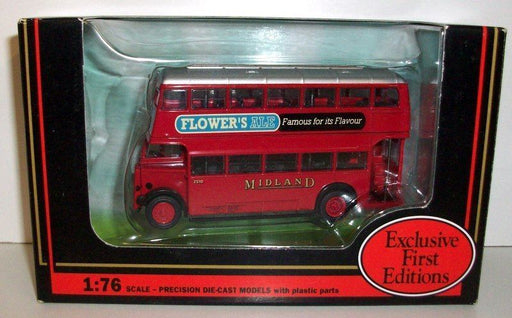 FLOWER'S ALE Famous for its Flavour
MIDLAND
Exclusive
First
Editions
1:76 SCALE - PRECISION DIE-CAST MODELS with plastic parts